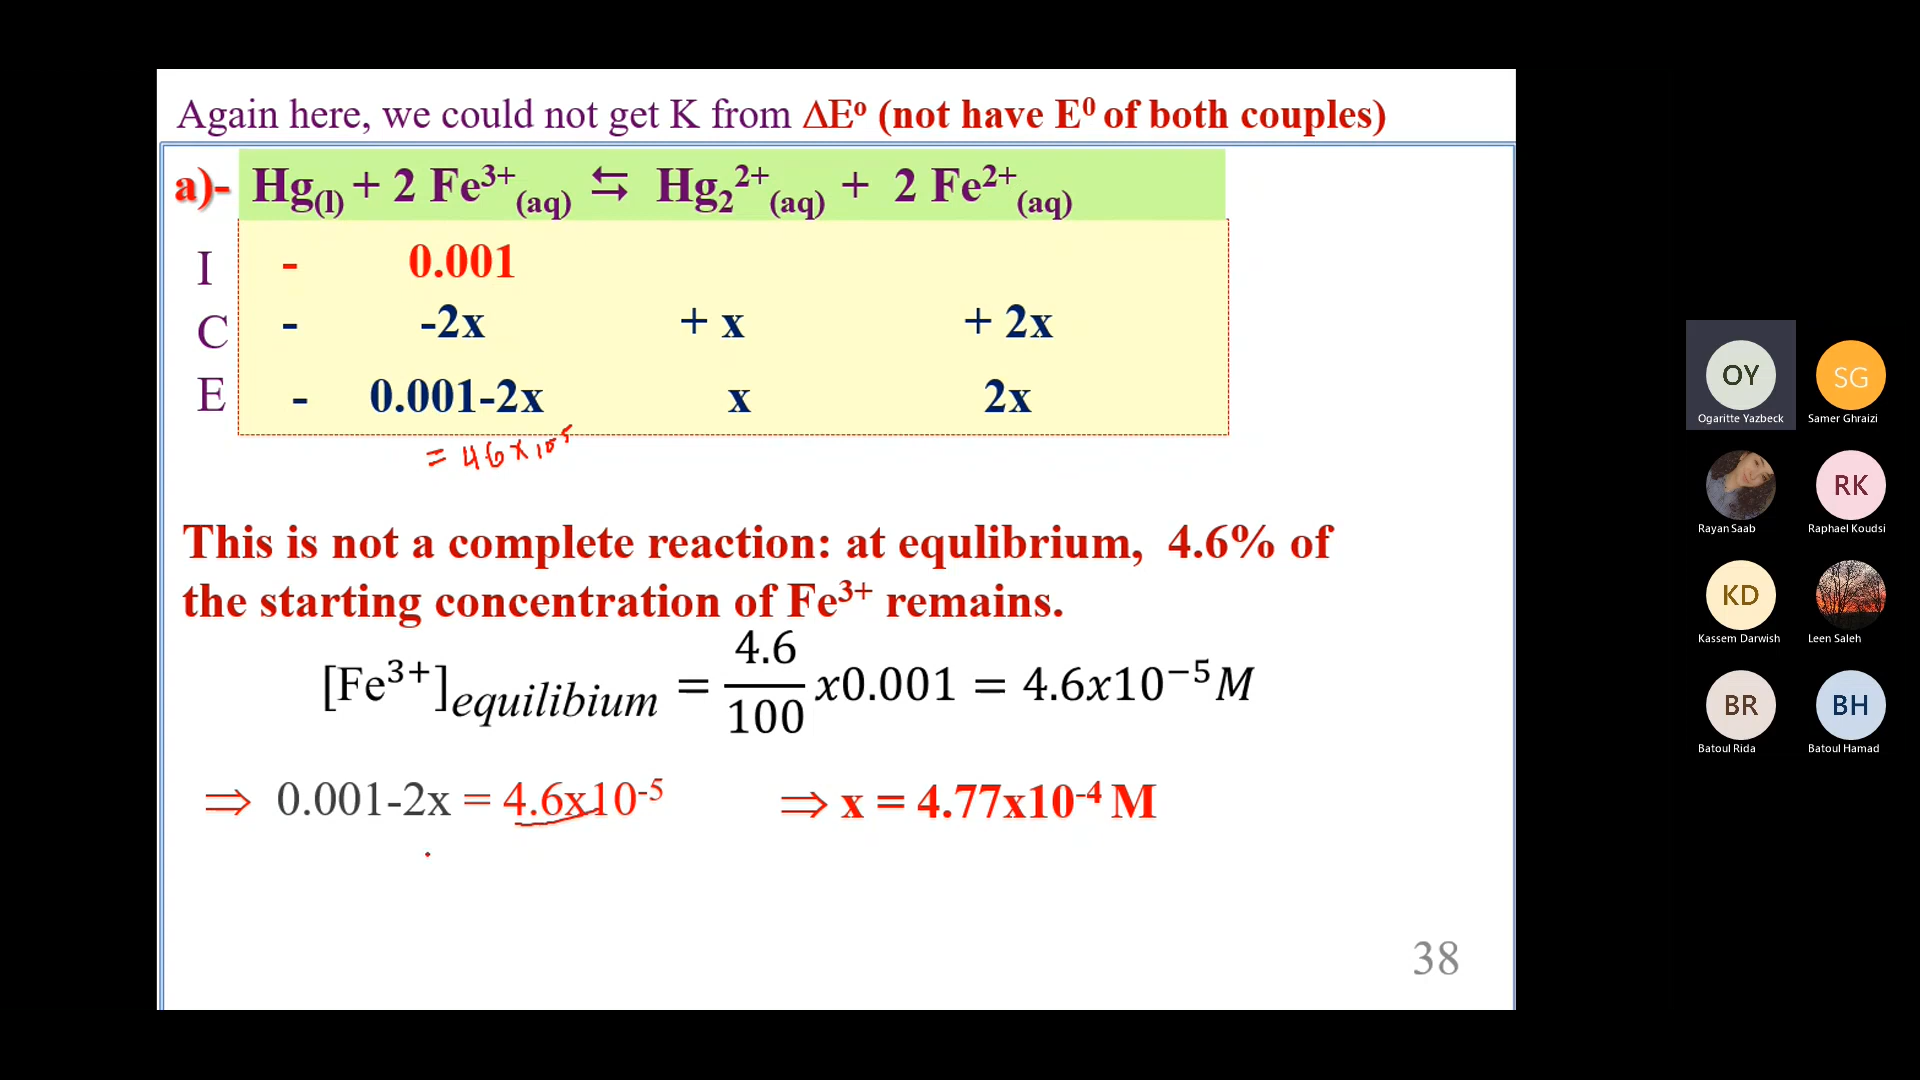 Again here, we could not get K from ΔEº (not have E⁰ of both couples)
a)- Hg(l) + 2 Fe³⁺(aq) ⇆ Hg₂²⁺(aq) + 2 Fe²⁺(aq)
I - 0.001
C - -2x + x + 2x
E - 0.001-2x x 2x
= 46x10⁻⁵
This is not a complete reaction: at equlibrium, 4.6% of
the starting concentration of Fe³⁺ remains.
[Fe³⁺]equilibium = 4.6/100 x0.001 = 4.6x10⁻⁵M
⇒ 0.001-2x = 4.6x10⁻⁵ ⇒ x = 4.77x10⁻⁴ M
38
OY SG
Ogaritte Yazbeck Samer Ghraizi
RK
Rayan Saab Raphael Koudsi
KD
Kassem Darwish Leen Saleh
BR BH
Batoul Rida Batoul Hamad